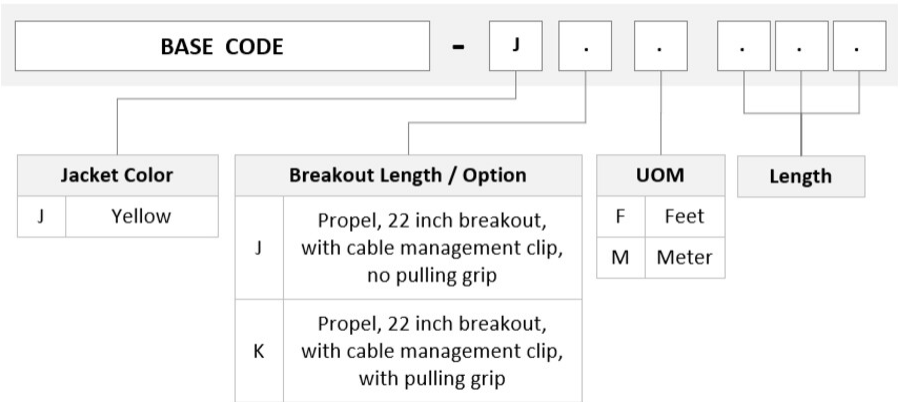 BASE CODE - J . . . . .
Jacket Color
J Yellow
Breakout Length / Option
J
Propel, 22 inch breakout,
with cable management clip,
no pulling grip
K
Propel, 22 inch breakout,
with cable management clip,
with pulling grip
UOM
F Feet
M Meter
Length